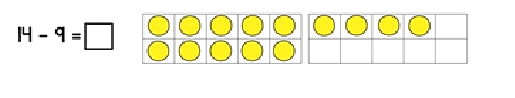 14 - 9 =